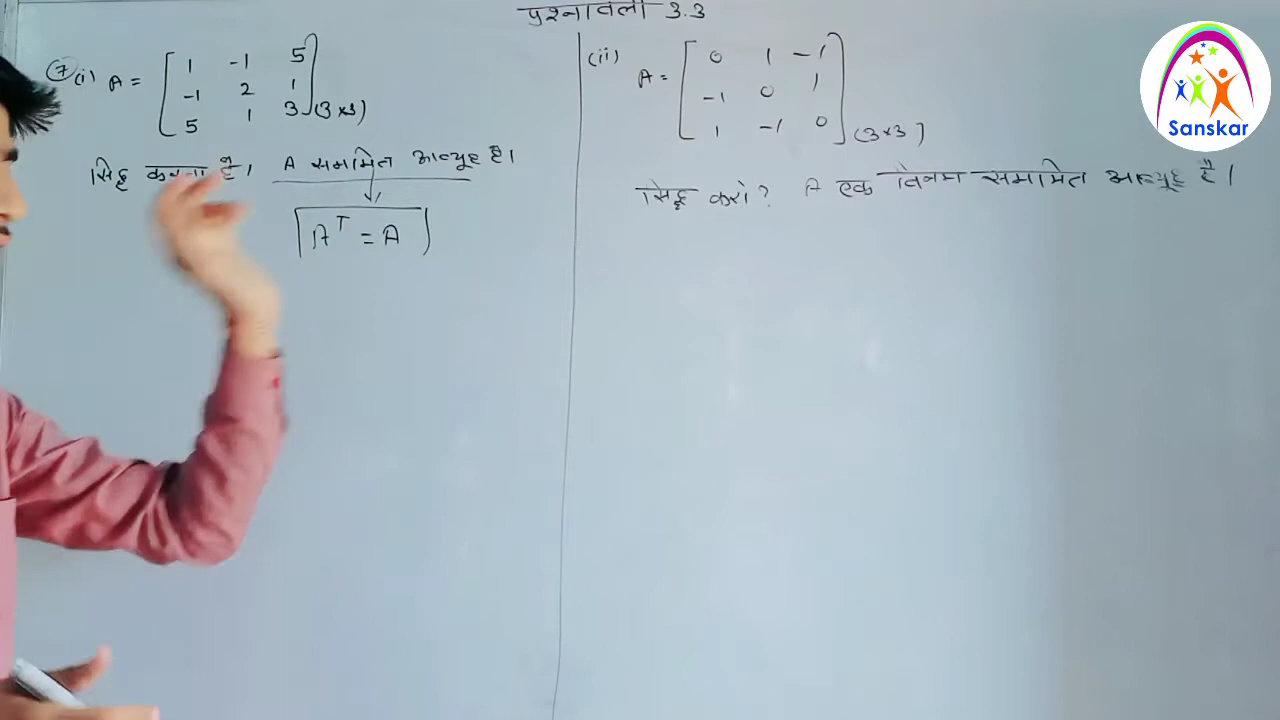 प्रश्नावली 3.3
(7) (i) A = [ 1 -1 5
-1 2 1
5 1 3 ] (3×3)
सिद्ध करना है। A सममित आव्यूह है।
A^T = A
(ii) A = [ 0 1 -1
-1 0 1
1 -1 0 ] (3×3)
सिद्ध करो? A एक विषम सममित आव्यूह है।
Sanskar